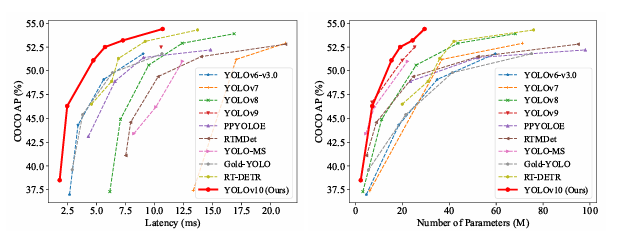 55.0
52.5
50.0
47.5
45.0
42.5
40.0
37.5
COCO AP (%)
2.5
5.0
7.5
10.0
12.5
15.0
17.5
20.0
Latency (ms)
YOLOv6-v3.0
YOLOv7
YOLOv8
YOLOv9
PPYOLOE
RTMDet
YOLO-MS
Gold-YOLO
RT-DETR
YOLOv10 (Ours)
55.0
52.5
50.0
47.5
45.0
42.5
40.0
37.5
COCO AP (%)
0
20
40
60
80
100
Number of Parameters (M)
YOLOv6-v3.0
YOLOv7
YOLOv8
YOLOv9
PPYOLOE
RTMDet
YOLO-MS
Gold-YOLO
RT-DETR
YOLOv10 (Ours)